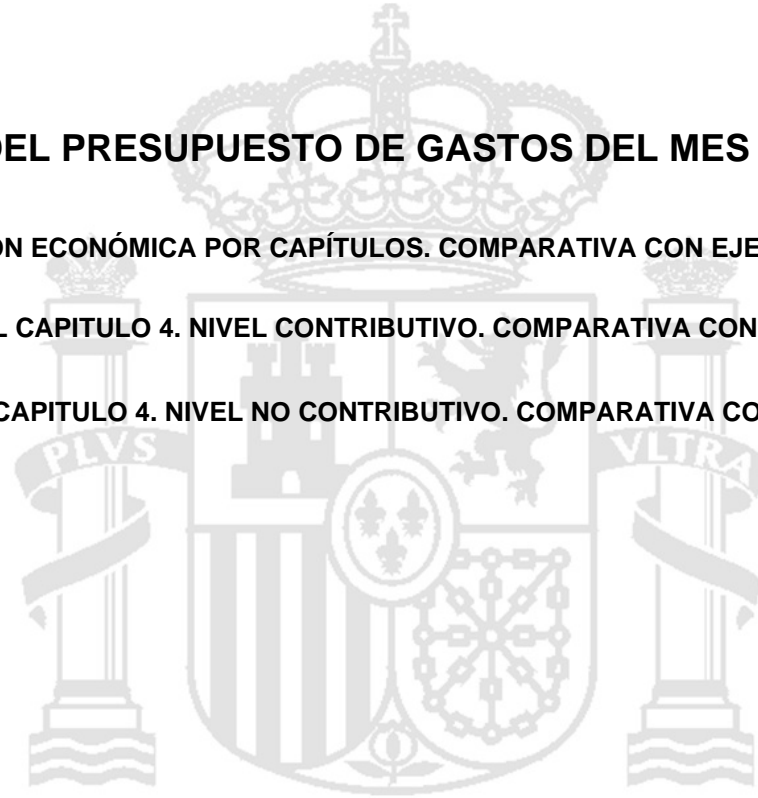 DEL PRESUPUESTO DE GASTOS DEL MES
ÓN ECONÓMICA POR CAPÍTULOS. COMPARATIVA CON EJE
L CAPITULO 4. NIVEL CONTRIBUTIVO. COMPARATIVA CON
CAPITULO 4. NIVEL NO CONTRIBUTIVO. COMPARATIVA CO
PLVS VLTRA